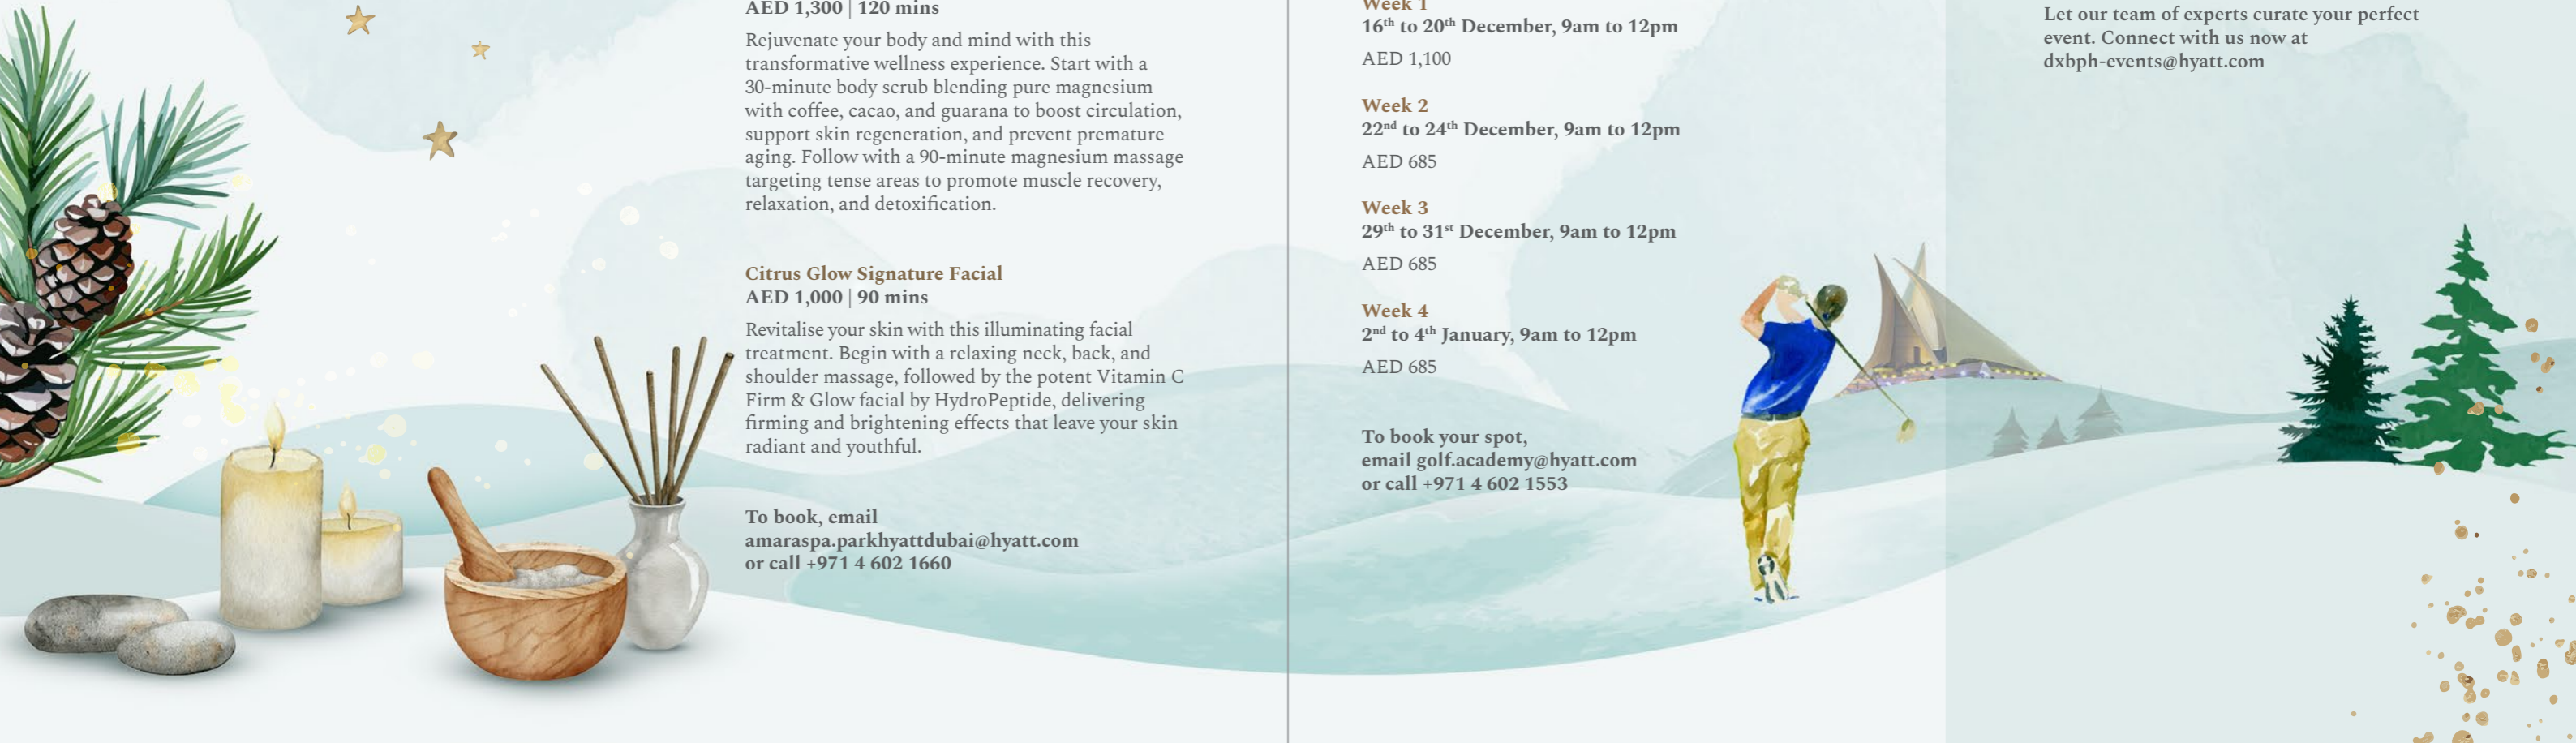 AED 1,300 | 120 mins
Rejuvenate your body and mind with this
transformative wellness experience. Start with a
30-minute body scrub blending pure magnesium
with coffee, cacao, and guarana to boost circulation,
support skin regeneration, and prevent premature
aging. Follow with a 90-minute magnesium massage
targeting tense areas to promote muscle recovery,
relaxation, and detoxification.
Citrus Glow Signature Facial
AED 1,000 | 90 mins
Revitalise your skin with this illuminating facial
treatment. Begin with a relaxing neck, back, and
shoulder massage, followed by the potent Vitamin C
Firm & Glow facial by HydroPeptide, delivering
firming and brightening effects that leave your skin
radiant and youthful.
To book, email
amaraspa.parkhyattdubai@hyatt.com
or call +971 4 602 1660
Week 1
16th to 20th December, 9am to 12pm
AED 1,100
Week 2
22nd to 24th December, 9am to 12pm
AED 685
Week 3
29th to 31st December, 9am to 12pm
AED 685
Week 4
2nd to 4th January, 9am to 12pm
AED 685
To book your spot,
email golf.academy@hyatt.com
or call +971 4 602 1553
Let our team of experts curate your perfect
event. Connect with us now at
dxbph-events@hyatt.com